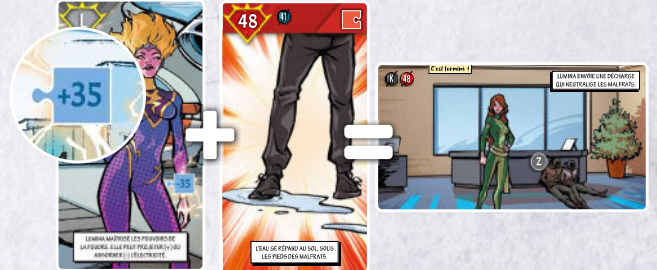 +35
-35
LUMINA MAÎTRISE LES POUVOIRS DE
LA FOUDRE. ELLE PEUT PROJETER (+) OU
ABSORBER (-) L'ÉLECTRICITÉ.
+
48
41
L'EAU SE RÉPAND AU SOL, SOUS
LES PIEDS DES MALFRATS.
=
C'est terminé !
K 48
LUMINA ENVOIE UNE DÉCHARGE
QUI NEUTRALISE LES MALFRATS.
Z